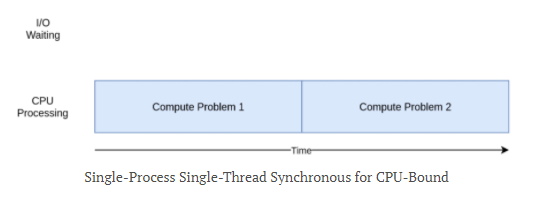 I/O
Waiting
CPU
Processing
Compute Problem 1
Compute Problem 2
Time
Single-Process Single-Thread Synchronous for CPU-Bound